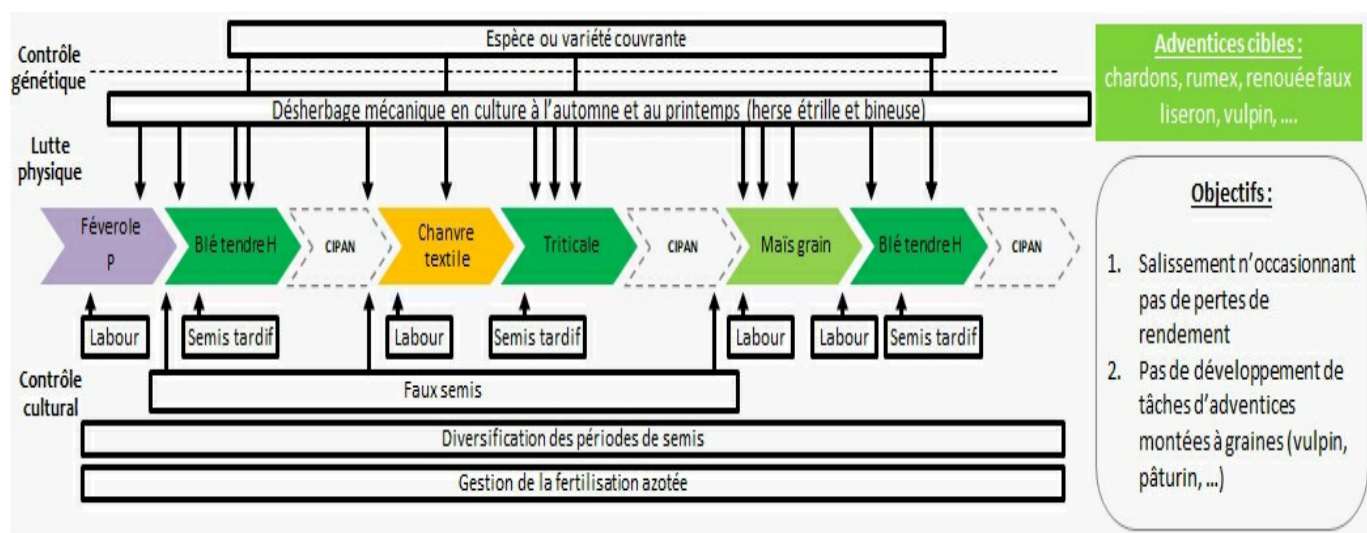 Contrôle
génétique
Espèce ou variété couvrante
Désherbage mécanique en culture à l'automne et au printemps (herse étrille et bineuse)
Lutte
physique
Féverole
P
Blé tendre H
CIPAN
Chanvre
textile
Triticale
CIPAN
Maïs grain
Blé tendre H
CIPAN
Labour
Semis tardif
Labour
Semis tardif
Labour
Labour
Semis tardif
Contrôle
cultural
Faux semis
Diversification des périodes de semis
Gestion de la fertilisation azotée
Adventices cibles :
chardons, rumex, renouée faux
liseron, vulpin, ....
Objectifs :
1. Salissement n'occasionnant
pas de pertes de
rendement
2. Pas de développement de
tâches d'adventices
montées à graines (vulpin,
pâturin, ...)